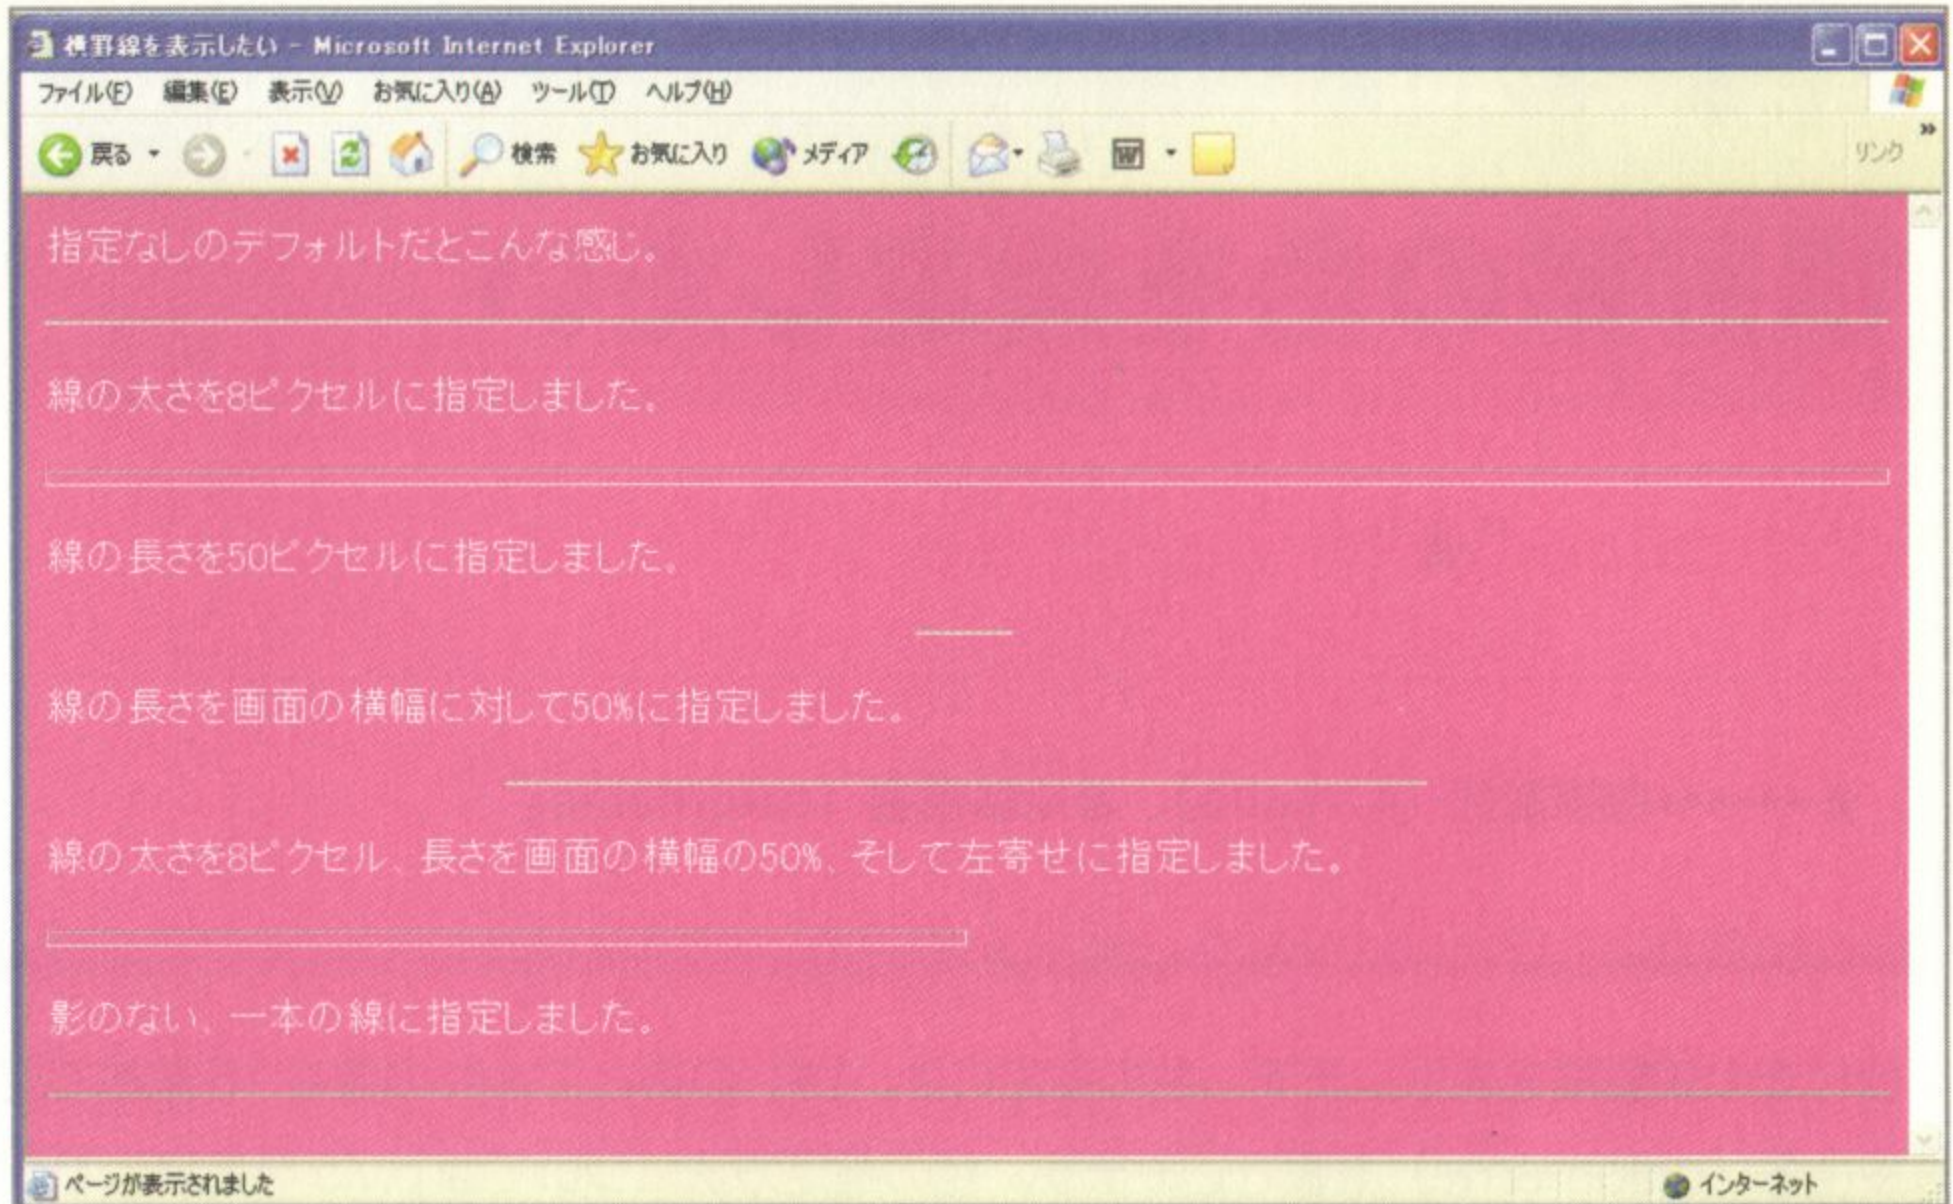 横罫線を表示したい - Microsoft Internet Explorer
ファイル(F) 編集(E) 表示(V) お気に入り(A) ツール(T) ヘルプ(H)
戻る 検索 お気に入り メディア W リンク »
指定なしのデフォルトだとこんな感じ。
線の太さを8ピクセルに指定しました。
線の長さを50ピクセルに指定しました。
線の長さを画面の横幅に対して50%に指定しました。
線の太さを8ピクセル、長さを画面の横幅の50%、そして左寄せに指定しました。
影のない、一本の線に指定しました。
ページが表示されました インターネット